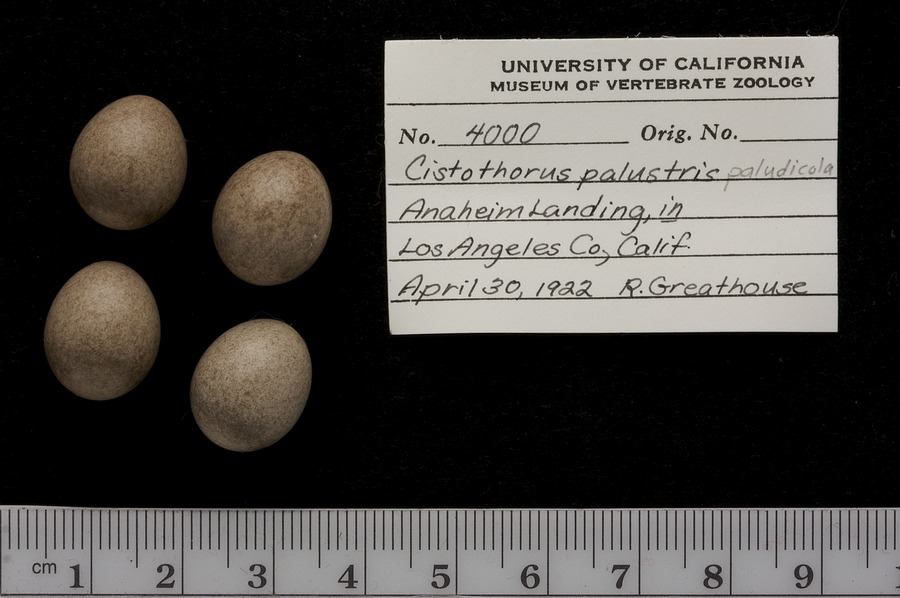 UNIVERSITY OF CALIFORNIA
MUSEUM OF VERTEBRATE ZOOLOGY
No. 4000 Orig. No.
Cistothorus palustris paludicola
Anaheim Landing, in
Los Angeles Co, Calif.
April 30, 1922 R. Greathouse
cm 1 2 3 4 5 6 7 8 9 1